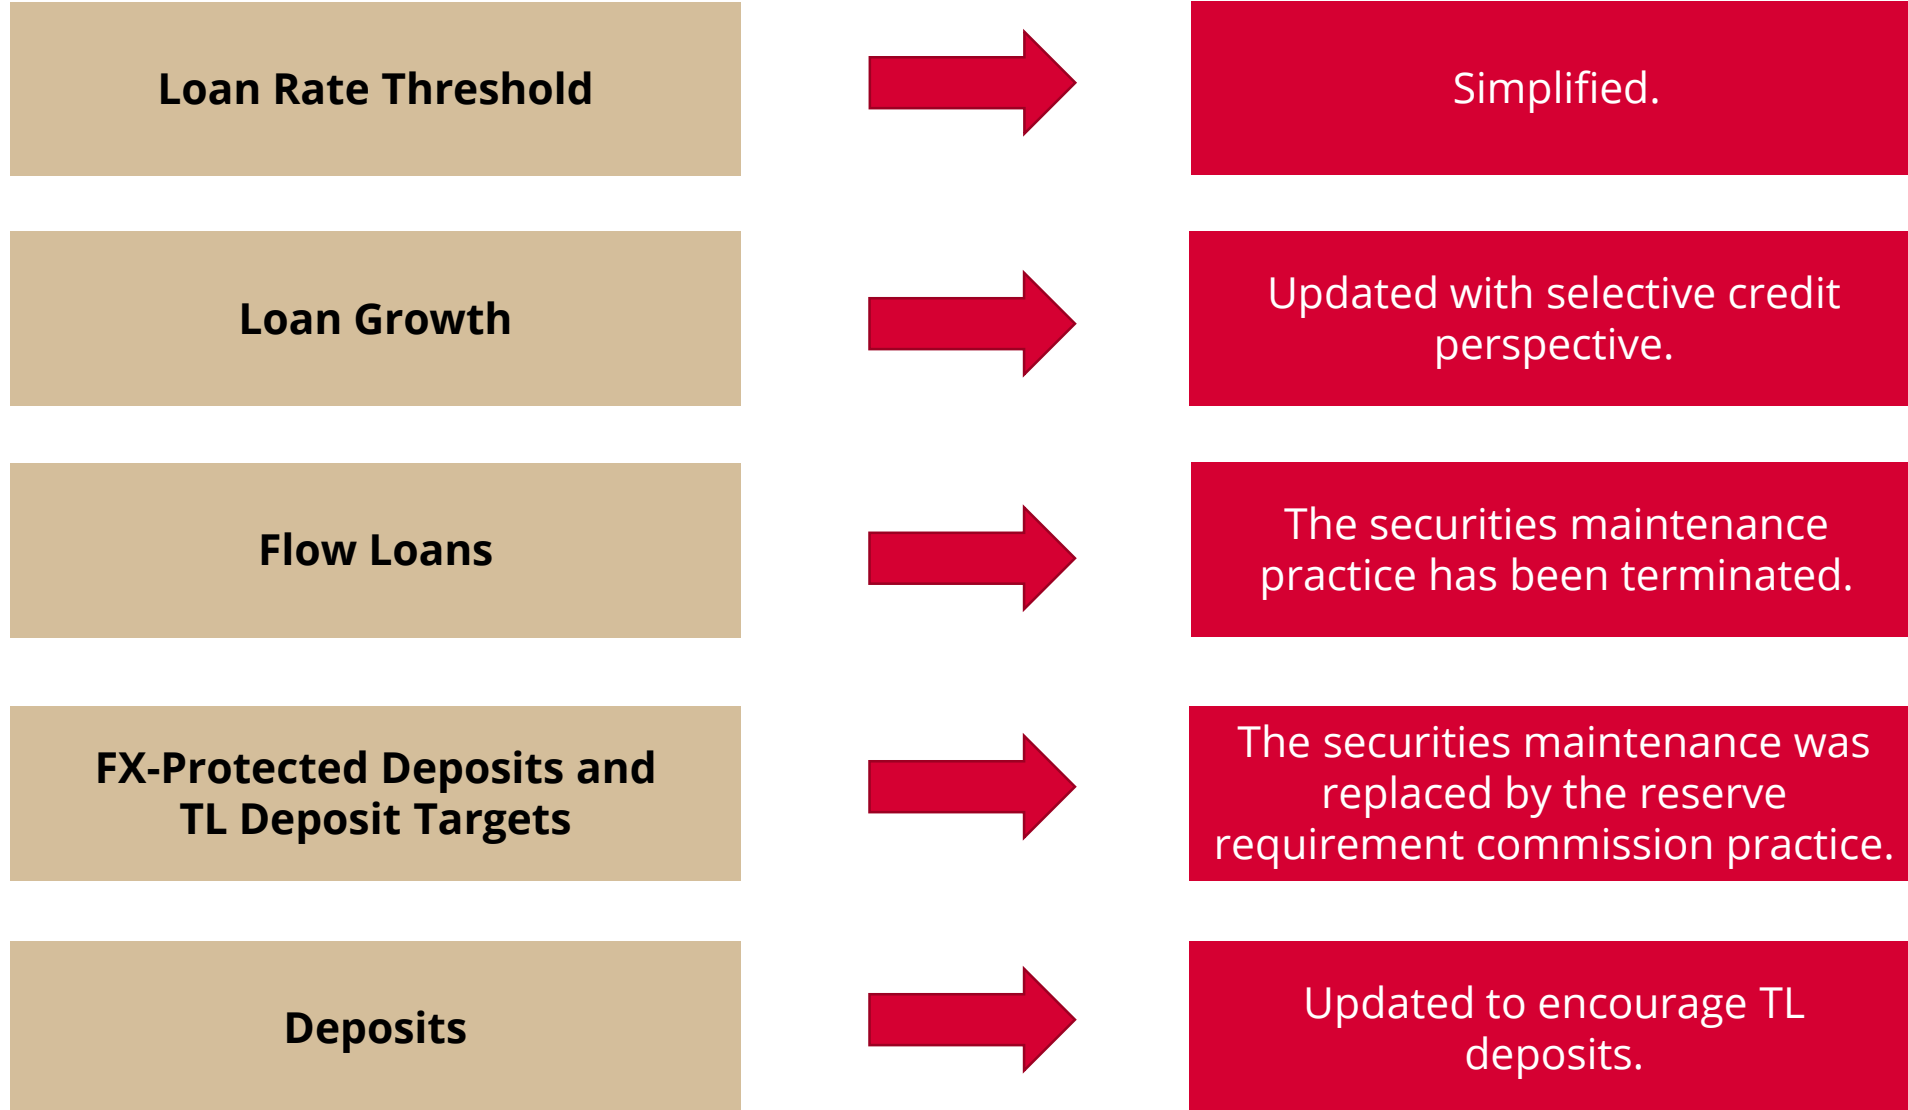 Loan Rate Threshold
Simplified.
Loan Growth
Updated with selective credit
perspective.
Flow Loans
The securities maintenance
practice has been terminated.
FX-Protected Deposits and
TL Deposit Targets
The securities maintenance was
replaced by the reserve
requirement commission practice.
Deposits
Updated to encourage TL
deposits.